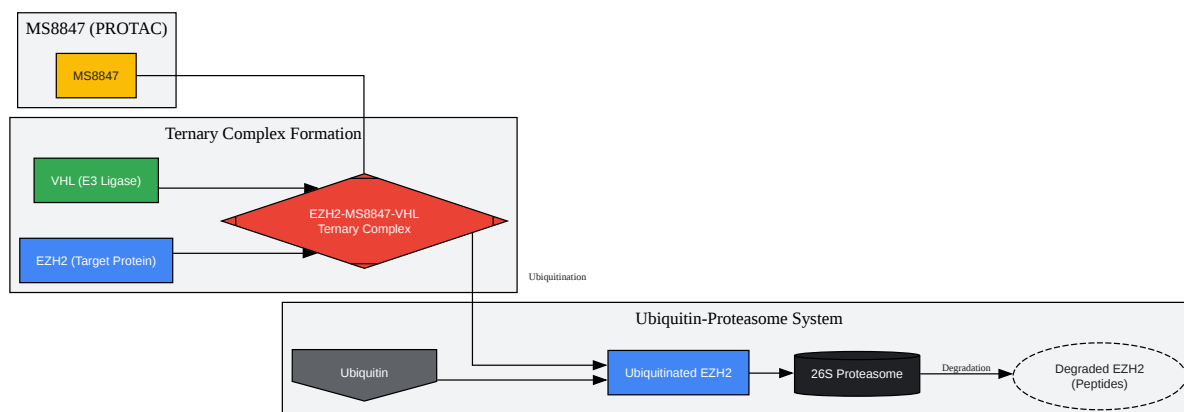 MS8847 (PROTAC)
MS8847
Ternary Complex Formation
VHL (E3 Ligase)
EZH2-MS8847-VHL
Ternary Complex
EZH2 (Target Protein)
Ubiquitination
Ubiquitin-Proteasome System
Ubiquitin
Ubiquitinated EZH2
26S Proteasome
Degradation
Degraded EZH2
(Peptides)